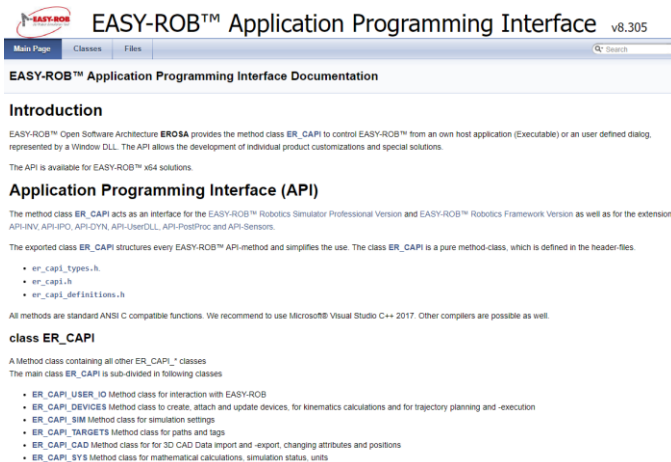 EASY-ROB
EASY-ROB™ Application Programming Interface v8.305
Main Page Classes Files Search
EASY-ROB™ Application Programming Interface Documentation
Introduction
EASY-ROB™ Open Software Architecture EROSA provides the method class ER_CAPI to control EASY-ROB™ from an own host application (Executable) or an user defined dialog,
represented by a Window DLL. The API allows the development of individual product customizations and special solutions.
The API is available for EASY-ROB™ x64 solutions.
Application Programming Interface (API)
The method class ER_CAPI acts as an interface for the EASY-ROB™ Robotics Simulator Professional Version and EASY-ROB™ Robotics Framework Version as well as for the extension
API-INV, API-IPO, API-DYN, API-UserDLL, API-PostProc and API-Sensors.
The exported class ER_CAPI structures every EASY-ROB™ API-method and simplifies the use. The class ER_CAPI is a pure method-class, which is defined in the header-files.
• er_capi_types.h.
• er_capi.h
• er_capi_definitions.h
All methods are standard ANSI C compatible functions. We recommend to use Microsoft® Visual Studio C++ 2017. Other compilers are possible as well.
class ER_CAPI
A Method class containing all other ER_CAPI_* classes
The main class ER_CAPI is sub-divided in following classes
• ER_CAPI_USER_IO Method class for interaction with EASY-ROB
• ER_CAPI_DEVICES Method class to create, attach and update devices, for kinematics calculations and for trajectory planning and -execution
• ER_CAPI_SIM Method class for simulation settings
• ER_CAPI_TARGETS Method class for paths and tags
• ER_CAPI_CAD Method class for for 3D CAD Data import and -export, changing attributes and positions
• ER_CAPI_SYS Method class for mathematical calculations, simulation status, units